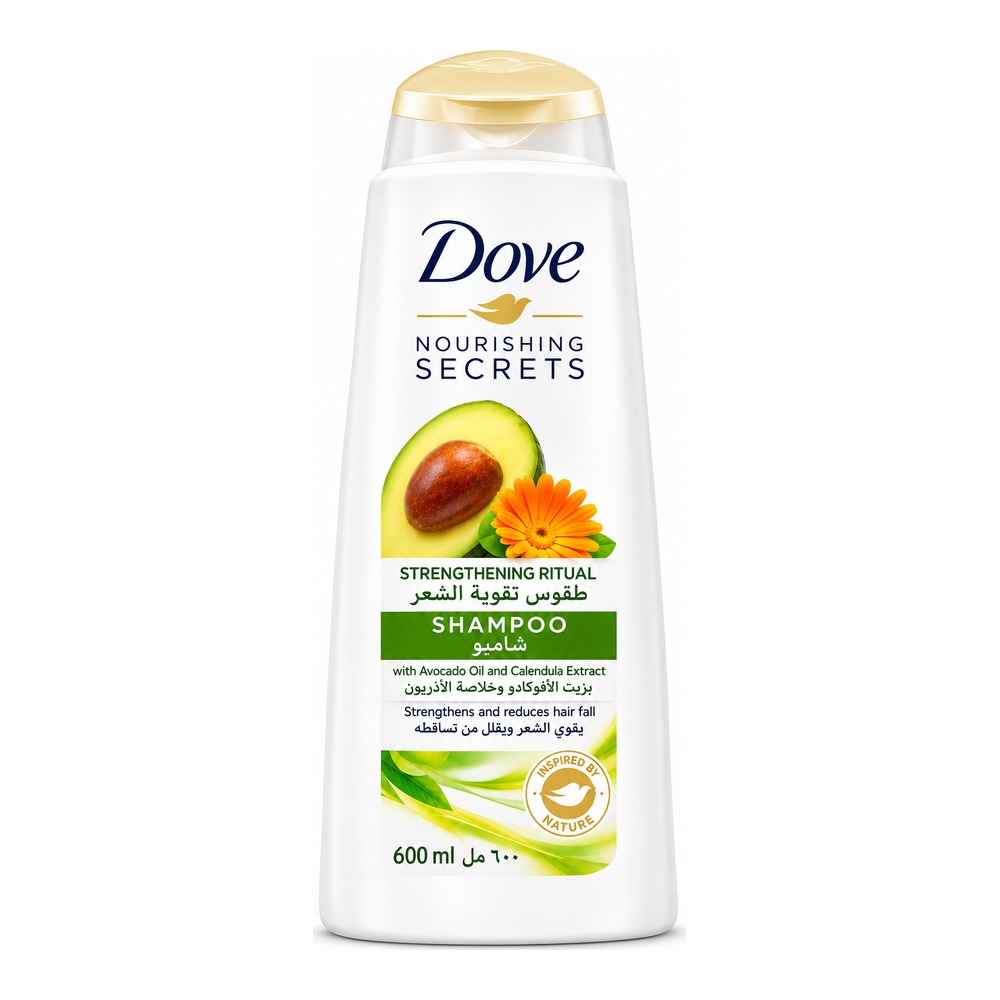 Dove
NOURISHING
SECRETS
STRENGTHENING RITUAL
طقوس تقوية الشعر
SHAMPOO
شامبو
with Avocado Oil and Calendula Extract
بزيت الأفوكادو وخلاصة الأذريون
Strengthens and reduces hair fall
يقوي الشعر ويقلل من تساقطه
INSPIRED BY
NATURE
600 ml ٦٠٠ مل